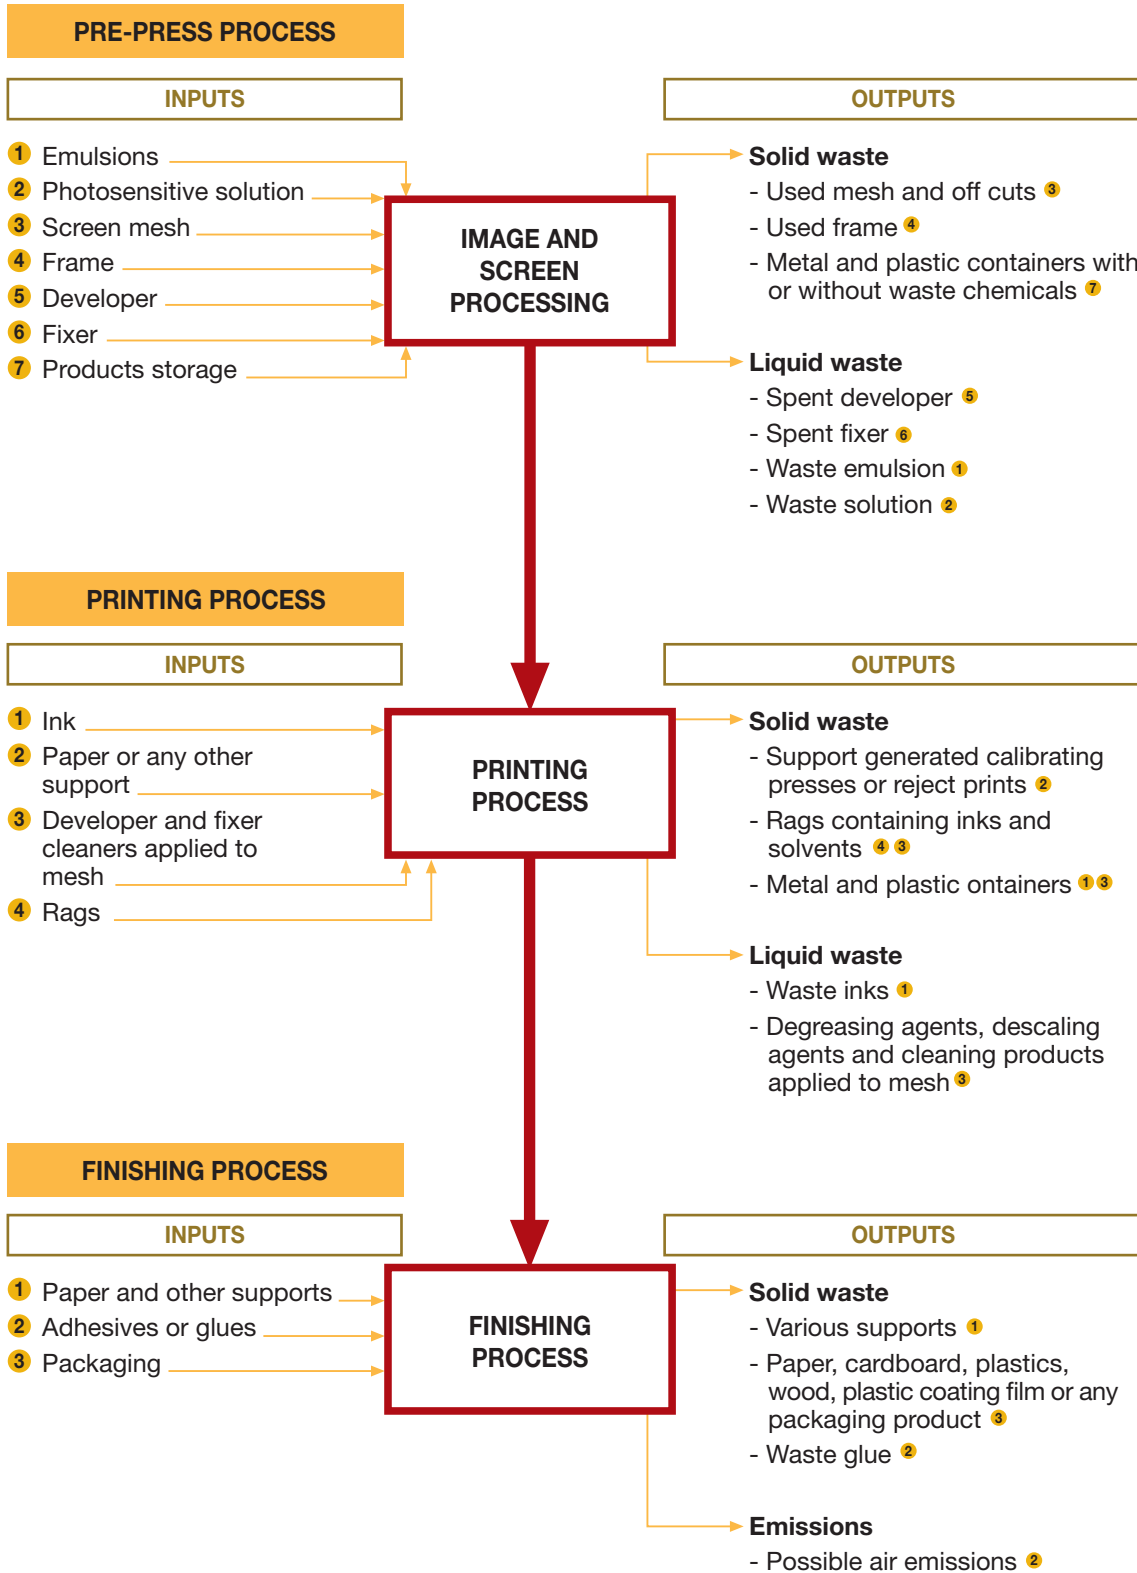 PRE-PRESS PROCESS
INPUTS
1 Emulsions
2 Photosensitive solution
3 Screen mesh
4 Frame
5 Developer
6 Fixer
7 Products storage
IMAGE AND
SCREEN
PROCESSING
OUTPUTS
Solid waste
- Used mesh and off cuts 3
- Used frame 4
- Metal and plastic containers with
or without waste chemicals 7
Liquid waste
- Spent developer 5
- Spent fixer 6
- Waste emulsion 1
- Waste solution 2
PRINTING PROCESS
INPUTS
1 Ink
2 Paper or any other
support
3 Developer and fixer
cleaners applied to
mesh
4 Rags
PRINTING
PROCESS
OUTPUTS
Solid waste
- Support generated calibrating
presses or reject prints 2
- Rags containing inks and
solvents 4 3
- Metal and plastic ontainers 1 3
Liquid waste
- Waste inks 1
- Degreasing agents, descaling
agents and cleaning products
applied to mesh 3
FINISHING PROCESS
INPUTS
1 Paper and other supports
2 Adhesives or glues
3 Packaging
FINISHING
PROCESS
OUTPUTS
Solid waste
- Various supports 1
- Paper, cardboard, plastics,
wood, plastic coating film or any
packaging product 3
- Waste glue 2
Emissions
- Possible air emissions 2